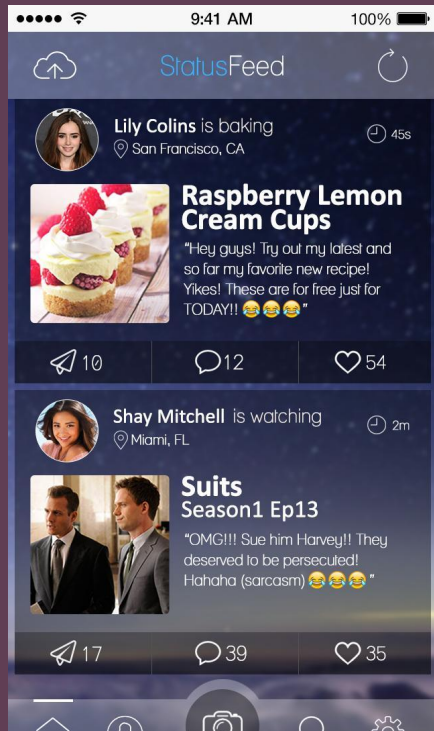 9:41 AM
100%
StatusFeed
Lily Colins is baking
San Francisco, CA
45s
Raspberry Lemon
Cream Cups
"Hey guys! Try out my latest and
so far my favorite new recipe!
Yikes! These are for free just for
TODAY!! 😂😂😂"
10
12
54
Shay Mitchell is watching
Miami, FL
2m
Suits
Season1 Ep13
"OMG!!! Sue him Harvey!! They
deserved to be persecuted!
Hahaha (sarcasm) 😂😂😂"
17
39
35